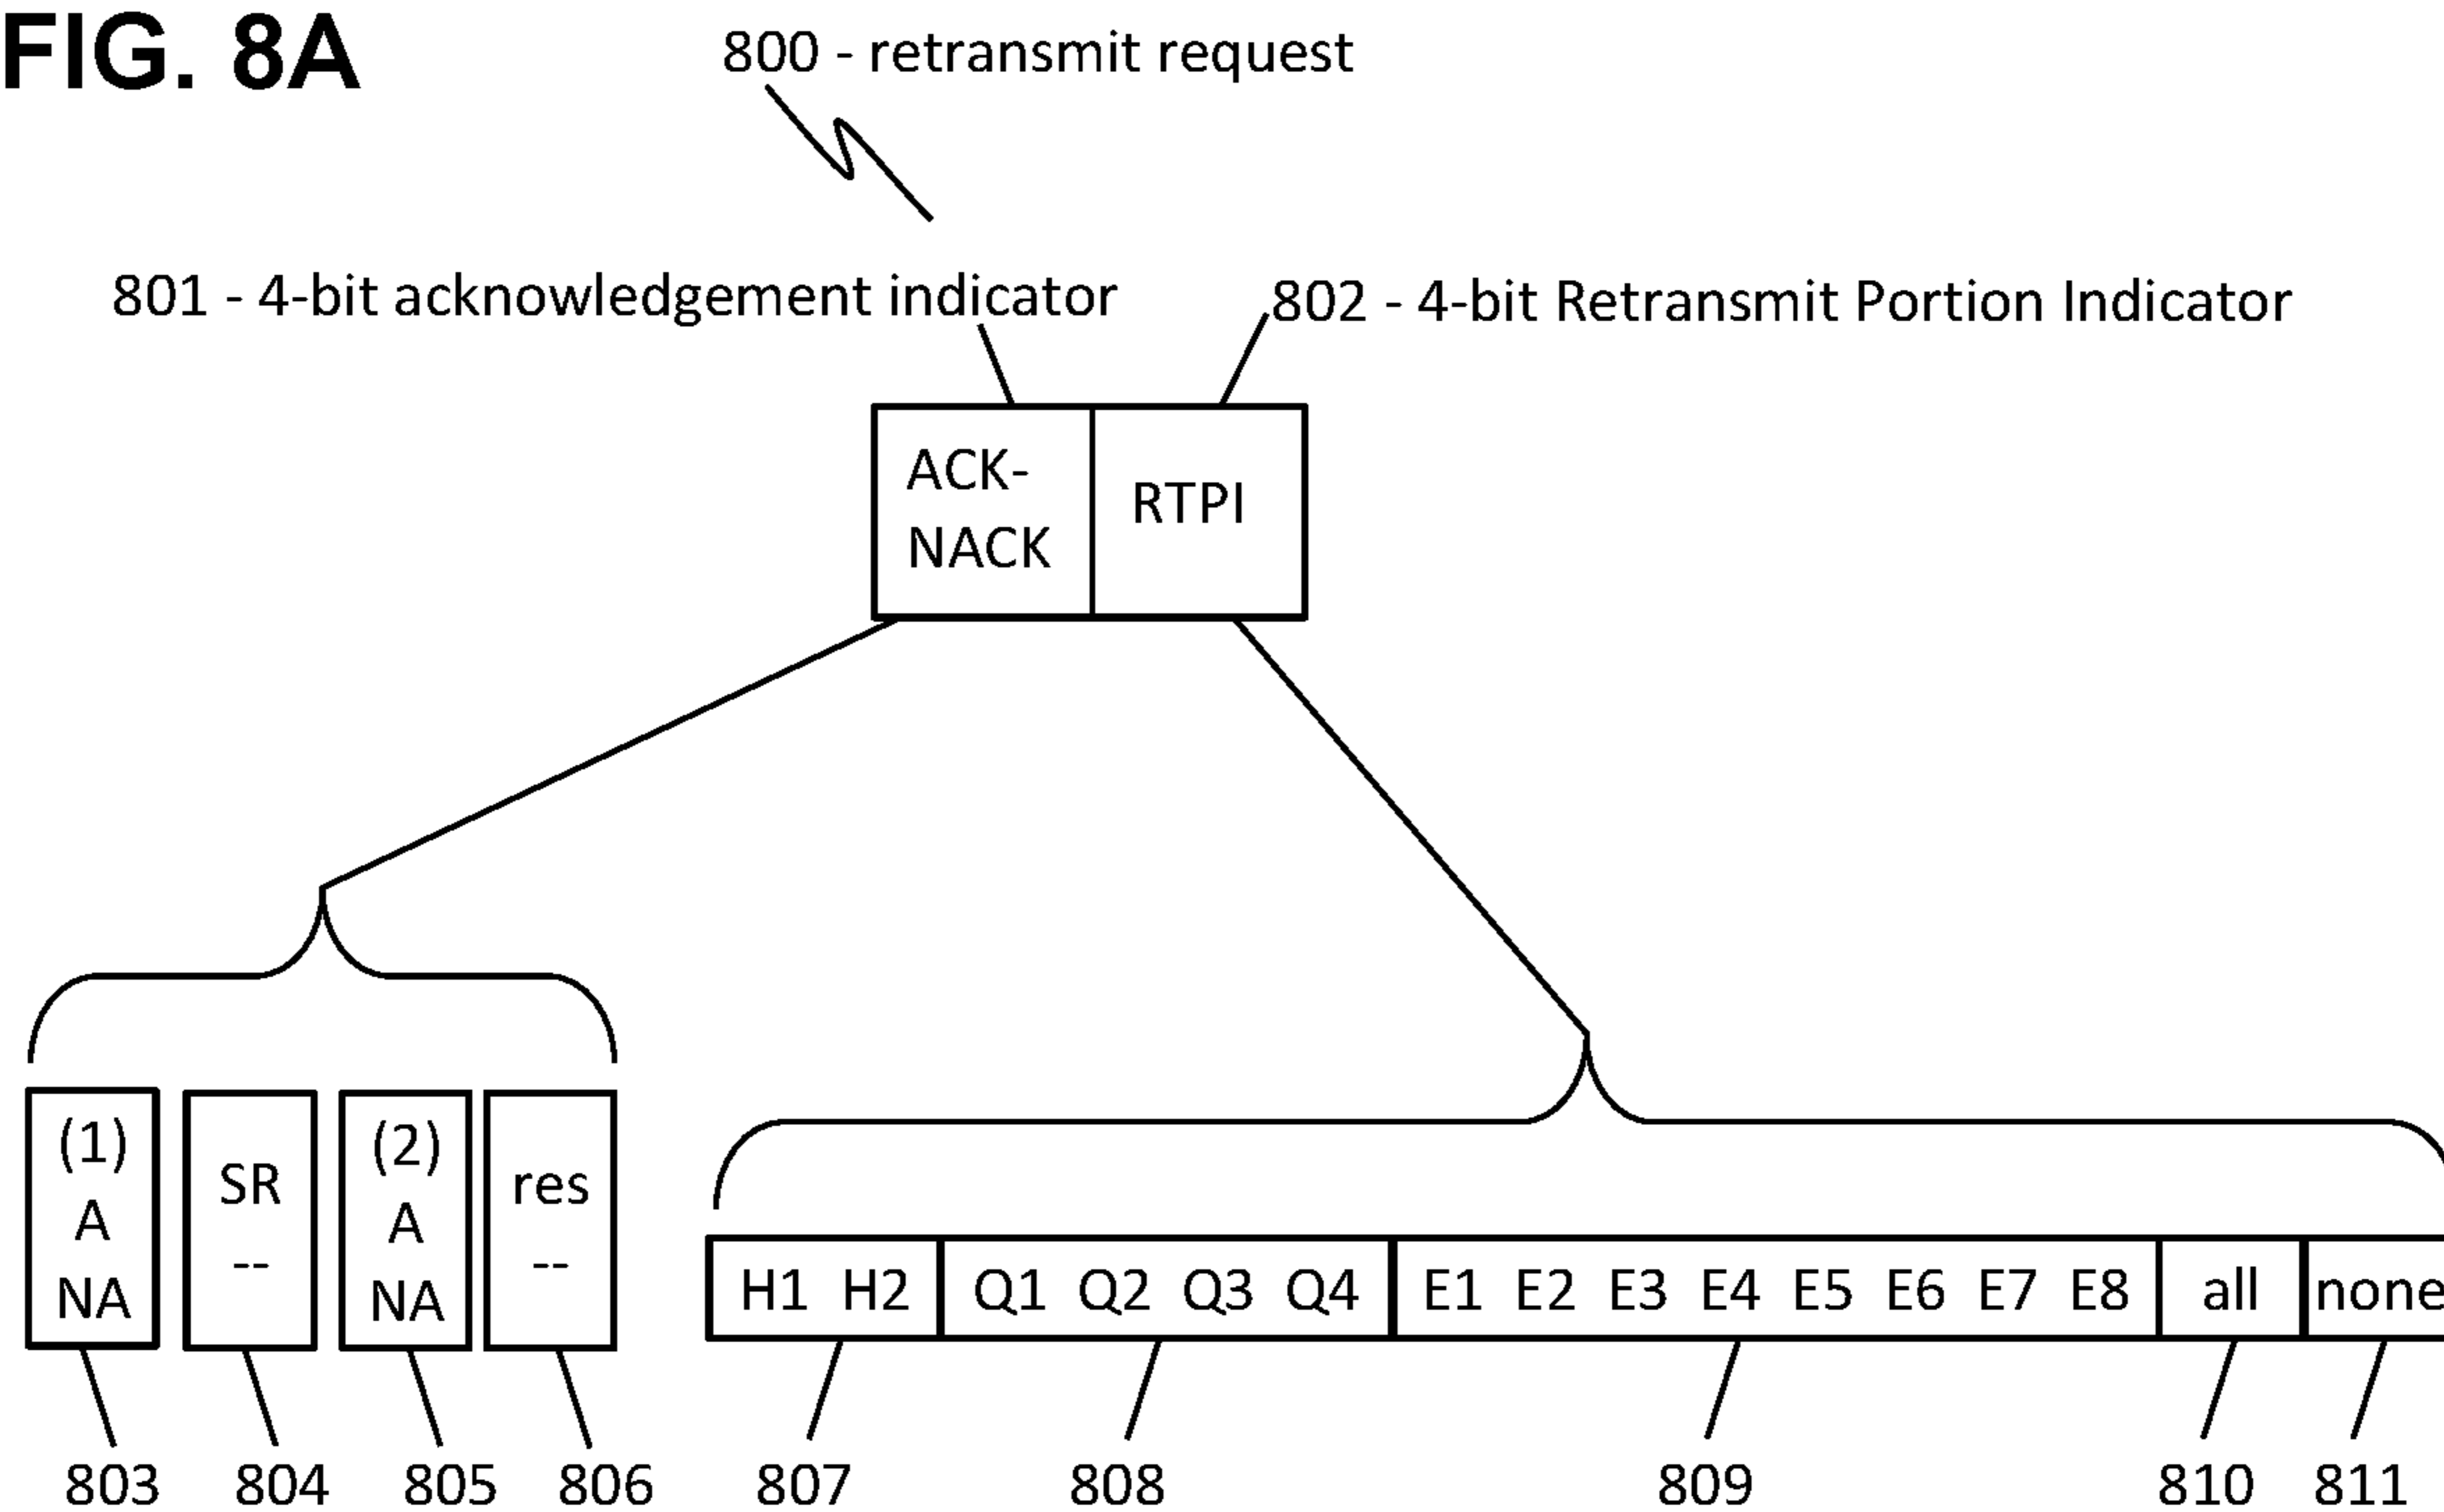 FIG. 8A
800 - retransmit request
801 - 4-bit acknowledgement indicator
802 - 4-bit Retransmit Portion Indicator
ACK-
NACK
RTPI
(1)
A
NA
SR
--
(2)
A
NA
res
--
H1 H2 Q1 Q2 Q3 Q4 E1 E2 E3 E4 E5 E6 E7 E8 all none
803 804 805 806 807 808 809 810 811